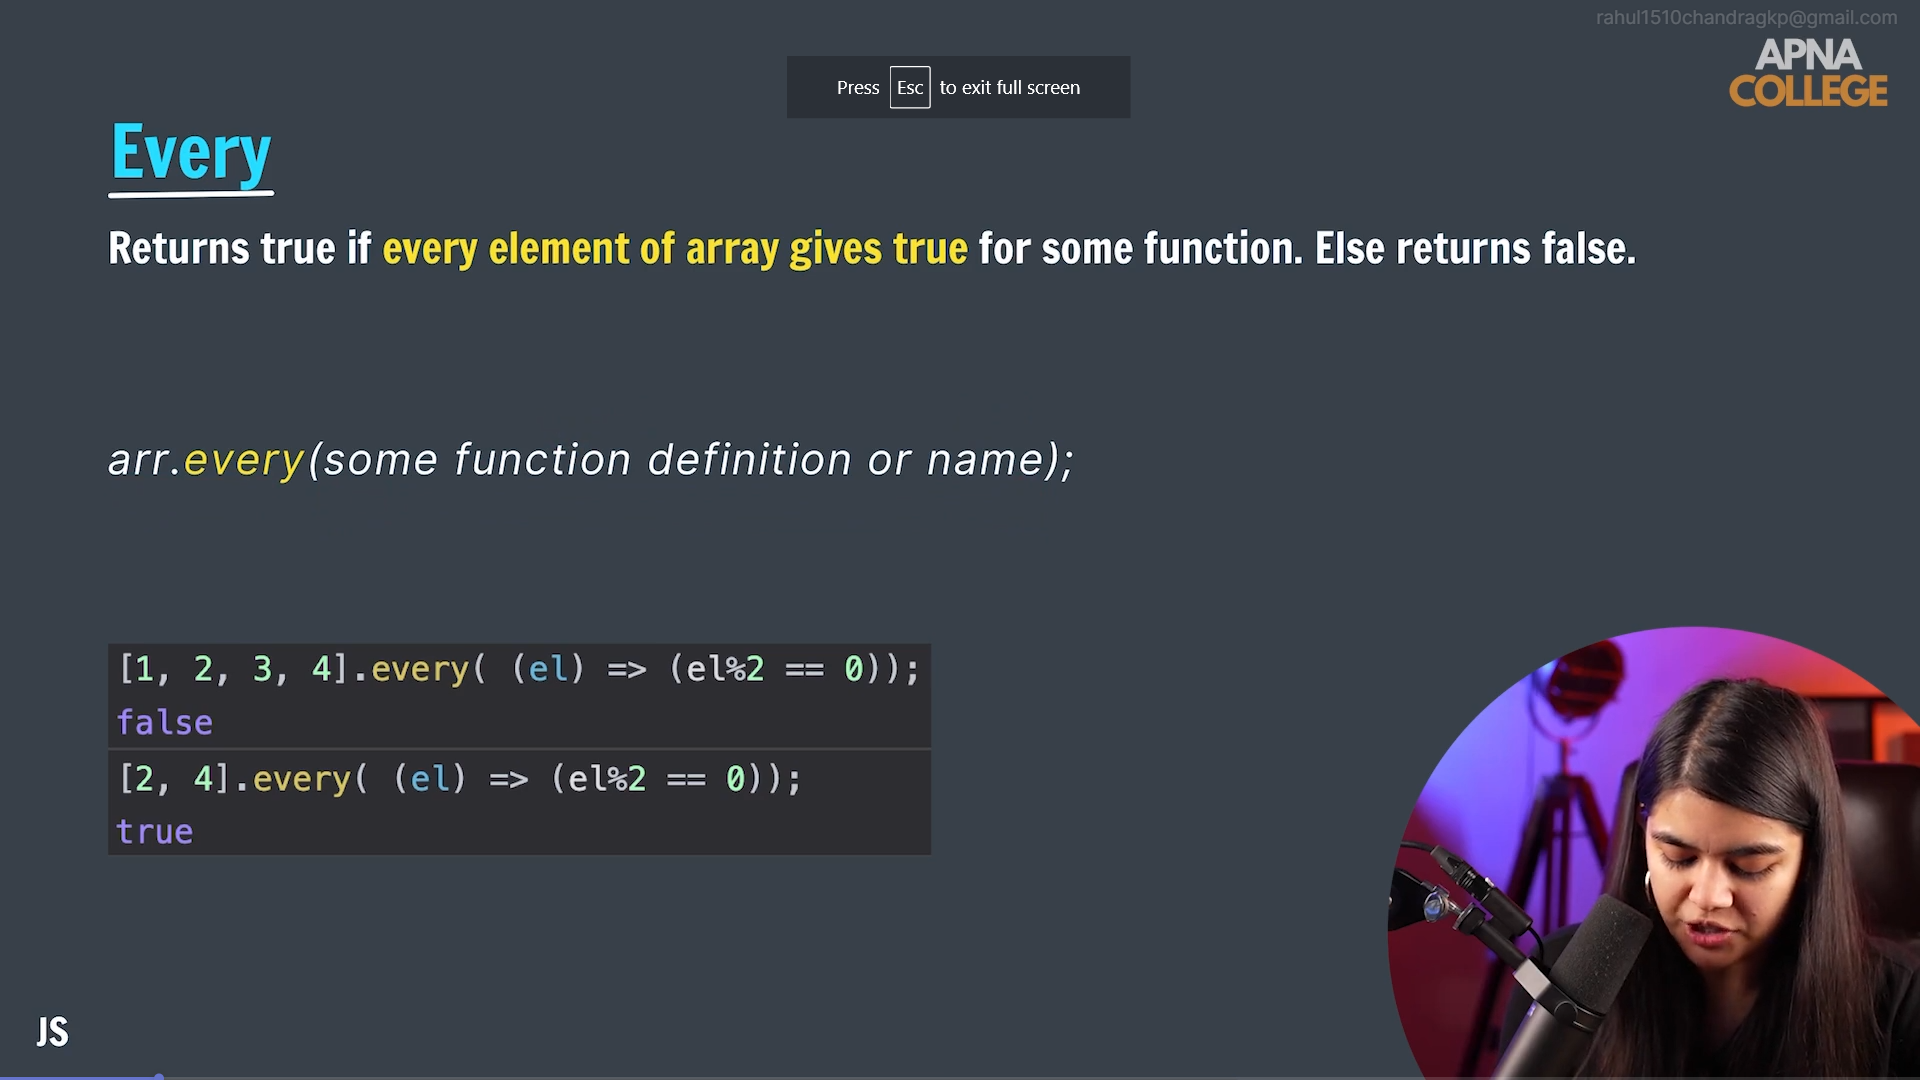 rahul1510chandragkp@gmail.com
APNA
COLLEGE
Press Esc to exit full screen
Every
Returns true if every element of array gives true for some function. Else returns false.
arr.every(some function definition or name);
[1, 2, 3, 4].every( (el) => (el%2 == 0));
false
[2, 4].every( (el) => (el%2 == 0));
true
JS